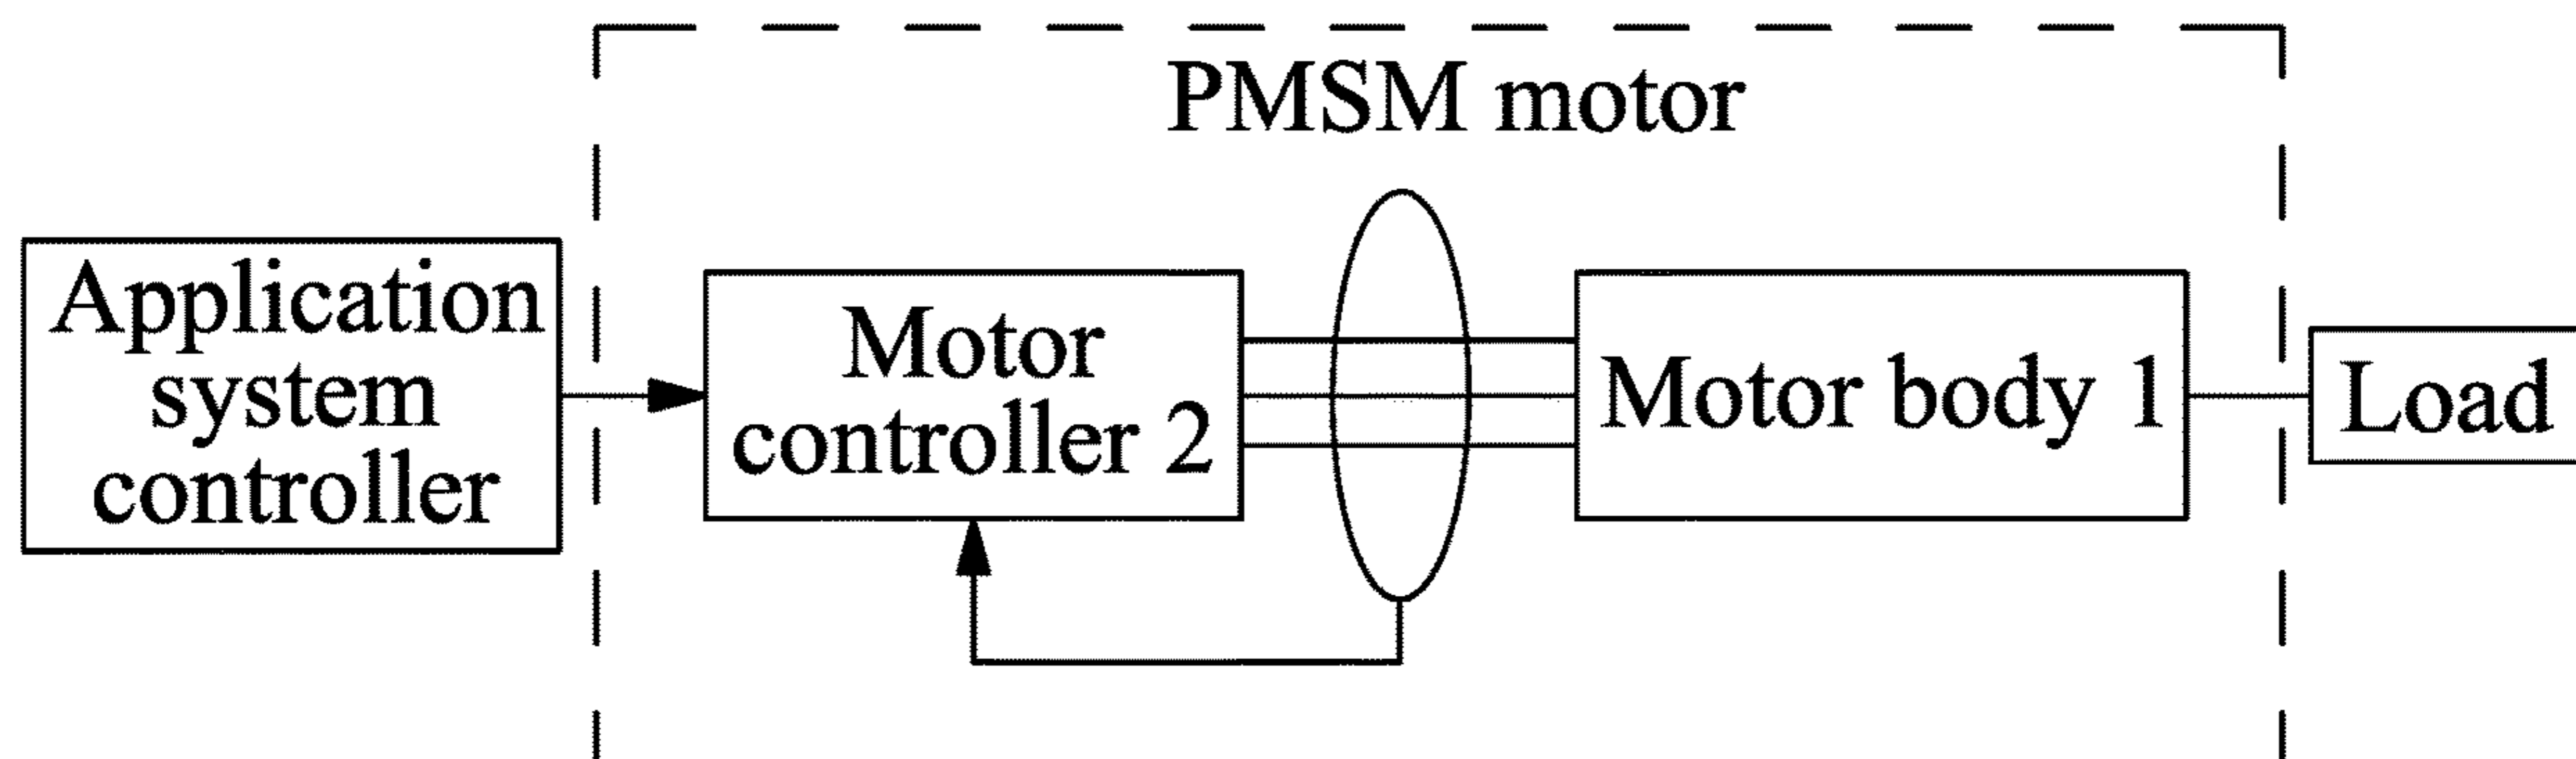 PMSM motor
Application
system
controller
Motor
controller 2
Motor body 1
Load